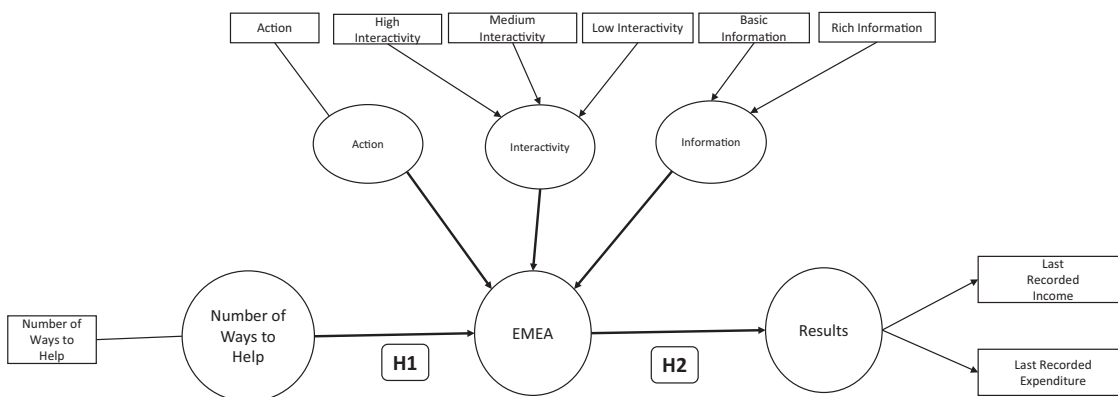 Action
High
Interactivity
Medium
Interactivity
Low Interactivity
Basic
Information
Rich Information
Action
Interactivity
Information
Number of
Ways to
Help
Number of
Ways to
Help
H1
EMEA
H2
Results
Last
Recorded
Income
Last Recorded
Expenditure